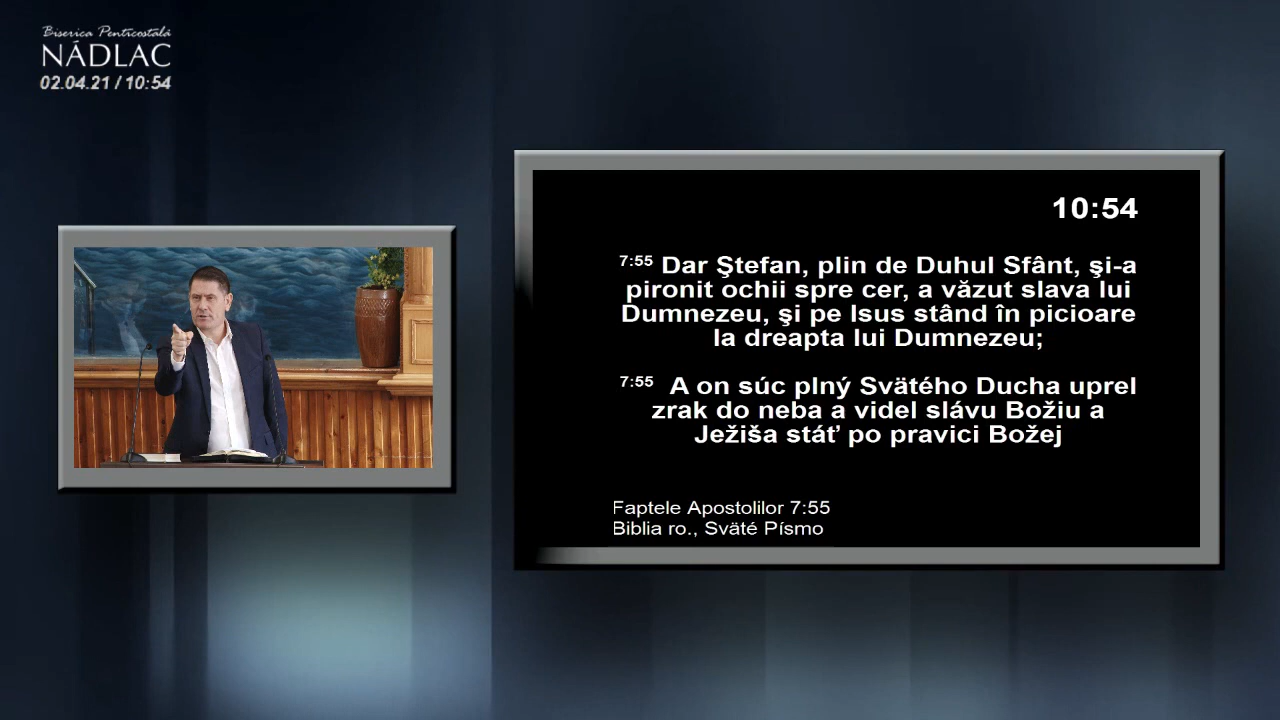 Biserica Penticostală
NĂDLAC
02.04.21 / 10:54
10:54
7:55 Dar Ştefan, plin de Duhul Sfânt, şi-a
pironit ochii spre cer, a văzut slava lui
Dumnezeu, şi pe Isus stând în picioare
la dreapta lui Dumnezeu;
7:55 A on súc plný Svätého Ducha uprel
zrak do neba a videl slávu Božiu a
Ježiša stáť po pravici Božej
Faptele Apostolilor 7:55
Biblia ro., Sväté Písmo